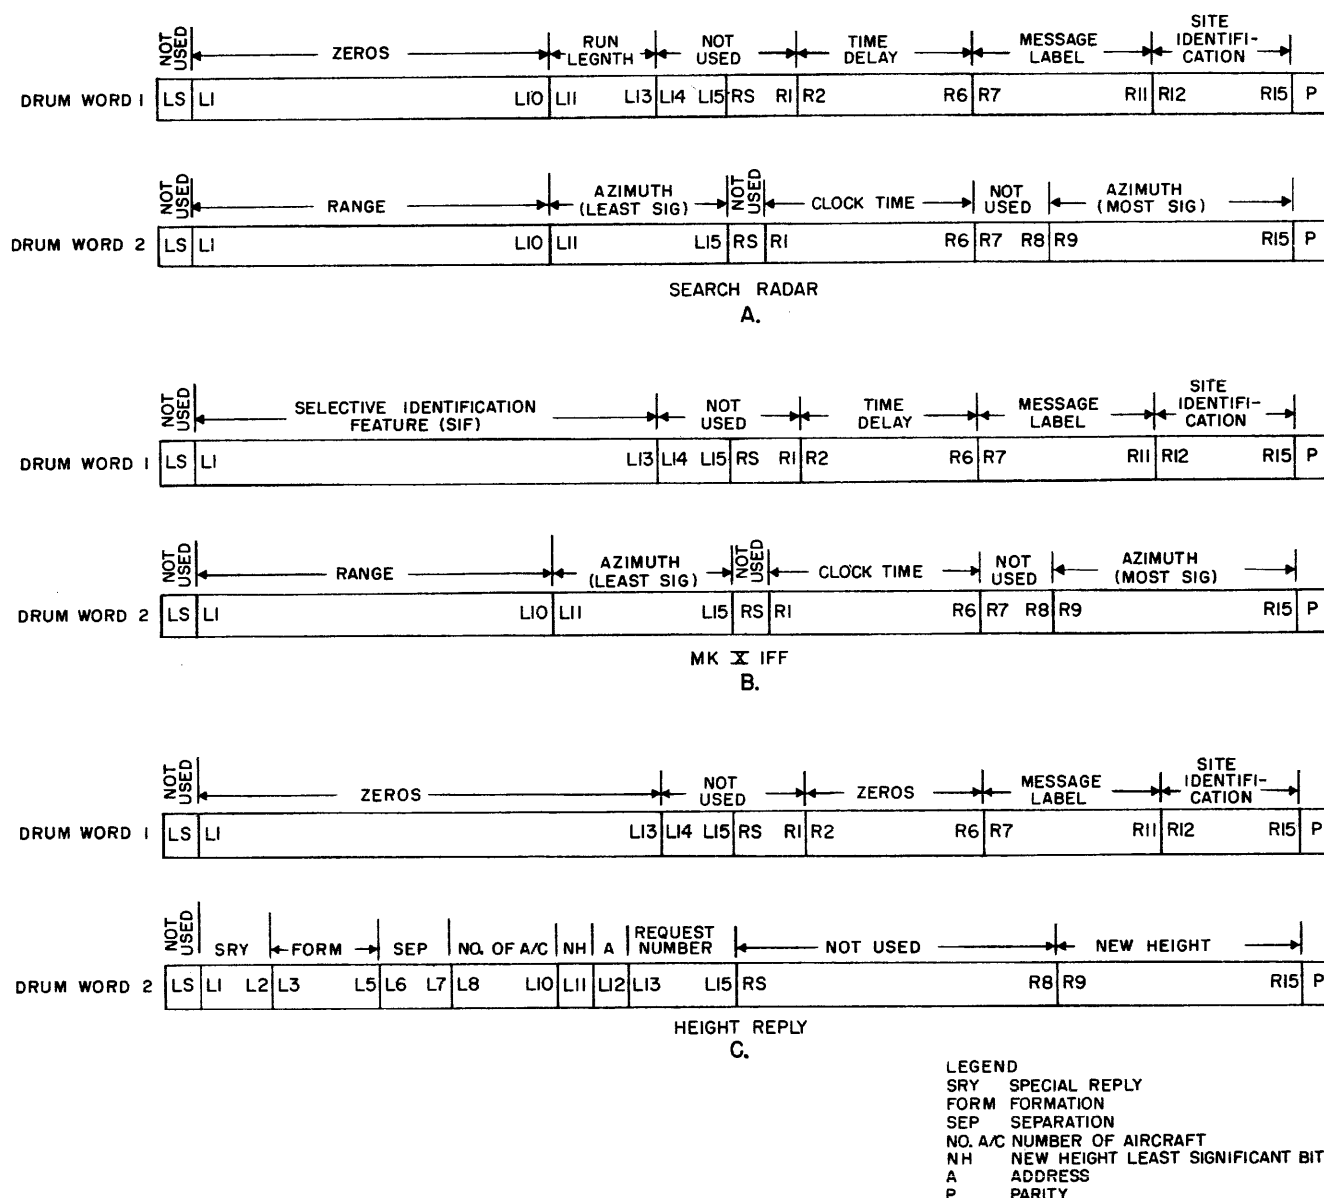 NOT USED ZEROS RUN LEGNTH NOT USED TIME DELAY MESSAGE LABEL SITE IDENTIFI-CATION
DRUM WORD 1 LS L1 L10 L11 L13 L14 L15 RS R1 R2 R6 R7 R11 R12 R15 P
NOT USED RANGE AZIMUTH (LEAST SIG) NOT USED CLOCK TIME NOT USED AZIMUTH (MOST SIG)
DRUM WORD 2 LS L1 L10 L11 L15 RS R1 R6 R7 R8 R9 R15 P
SEARCH RADAR
A.
NOT USED SELECTIVE IDENTIFICATION FEATURE (SIF) NOT USED TIME DELAY MESSAGE LABEL SITE IDENTIFI-CATION
DRUM WORD 1 LS L1 L13 L14 L15 RS R1 R2 R6 R7 R11 R12 R15 P
NOT USED RANGE AZIMUTH (LEAST SIG) NOT USED CLOCK TIME NOT USED AZIMUTH (MOST SIG)
DRUM WORD 2 LS L1 L10 L11 L15 RS R1 R6 R7 R8 R9 R15 P
MK X IFF
B.
NOT USED ZEROS NOT USED ZEROS MESSAGE LABEL SITE IDENTIFI-CATION
DRUM WORD 1 LS L1 L13 L14 L15 RS R1 R2 R6 R7 R11 R12 R15 P
NOT USED SRY FORM SEP NO. OF A/C NH A REQUEST NUMBER NOT USED NEW HEIGHT
DRUM WORD 2 LS L1 L2 L3 L5 L6 L7 L8 L10 L11 L12 L13 L15 RS R8 R9 R15 P
HEIGHT REPLY
C.
LEGEND
SRY SPECIAL REPLY
FORM FORMATION
SEP SEPARATION
NO. A/C NUMBER OF AIRCRAFT
NH NEW HEIGHT LEAST SIGNIFICANT BIT
A ADDRESS
P PARITY